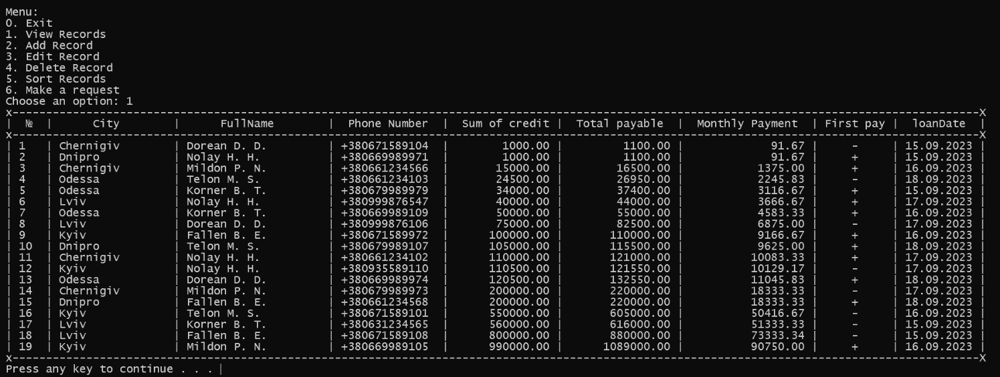 Menu:
0. Exit
1. View Records
2. Add Record
3. Edit Record
4. Delete Record
5. Sort Records
6. Make a request
Choose an option: 1
x-------------------------------------------------------------------------------------------------------------------------------------------------X
|  №  |      City        |      FullName        |  Phone Number  |  Sum of credit |  Total payable  |  Monthly Payment  | First pay |  loanDate  |
x-------------------------------------------------------------------------------------------------------------------------------------------------X
| 1   | Chernigiv        | Dorean D. D.         | +380671589104  |        1000.00 |         1100.00 |             91.67 |     -     | 15.09.2023 |
| 2   | Dnipro           | Nolay H. H.          | +380669989971  |        1000.00 |         1100.00 |             91.67 |     +     | 15.09.2023 |
| 3   | Chernigiv        | Mildon P. N.         | +380661234566  |       15000.00 |        16500.00 |           1375.00 |     +     | 16.09.2023 |
| 4   | Odessa           | Telon M. S.          | +380661234103  |       24500.00 |        26950.00 |           2245.83 |     -     | 18.09.2023 |
| 5   | Odessa           | Korner B. T.         | +380679989979  |       34000.00 |        37400.00 |           3116.67 |     +     | 15.09.2023 |
| 6   | Lviv             | Nolay H. H.          | +380999876547  |       40000.00 |        44000.00 |           3666.67 |     +     | 17.09.2023 |
| 7   | Odessa           | Korner B. T.         | +380669989109  |       50000.00 |        55000.00 |           4583.33 |     +     | 16.09.2023 |
| 8   | Lviv             | Dorean D. D.         | +380999876106  |       75000.00 |        82500.00 |           6875.00 |     -     | 17.09.2023 |
| 9   | Kyiv             | Fallen B. E.         | +380671589972  |      100000.00 |       110000.00 |           9166.67 |     +     | 16.09.2023 |
| 10  | Dnipro           | Telon M. S.          | +380679989107  |      105000.00 |       115500.00 |           9625.00 |     +     | 18.09.2023 |
| 11  | Chernigiv        | Nolay H. H.          | +380661234102  |      110000.00 |       121000.00 |          10083.33 |     +     | 17.09.2023 |
| 12  | Kyiv             | Nolay H. H.          | +380935589110  |      110500.00 |       121550.00 |          10129.17 |     -     | 17.09.2023 |
| 13  | Odessa           | Dorean D. D.         | +380669989974  |      120500.00 |       132550.00 |          11045.83 |     +     | 18.09.2023 |
| 14  | Chernigiv        | Mildon P. N.         | +380679989973  |      200000.00 |       220000.00 |          18333.33 |     -     | 17.09.2023 |
| 15  | Dnipro           | Fallen B. E.         | +380661234568  |      200000.00 |       220000.00 |          18333.33 |     +     | 18.09.2023 |
| 16  | Kyiv             | Telon M. S.          | +380671589101  |      550000.00 |       605000.00 |          50416.67 |     -     | 16.09.2023 |
| 17  | Lviv             | Korner B. T.         | +380631234565  |      560000.00 |       616000.00 |          51333.33 |     -     | 15.09.2023 |
| 18  | Lviv             | Fallen B. E.         | +380671589108  |      800000.00 |       880000.00 |          73333.34 |     -     | 15.09.2023 |
| 19  | Kyiv             | Mildon P. N.         | +380669989105  |      990000.00 |      1089000.00 |          90750.00 |     +     | 16.09.2023 |
x-------------------------------------------------------------------------------------------------------------------------------------------------X
Press any key to continue . . .